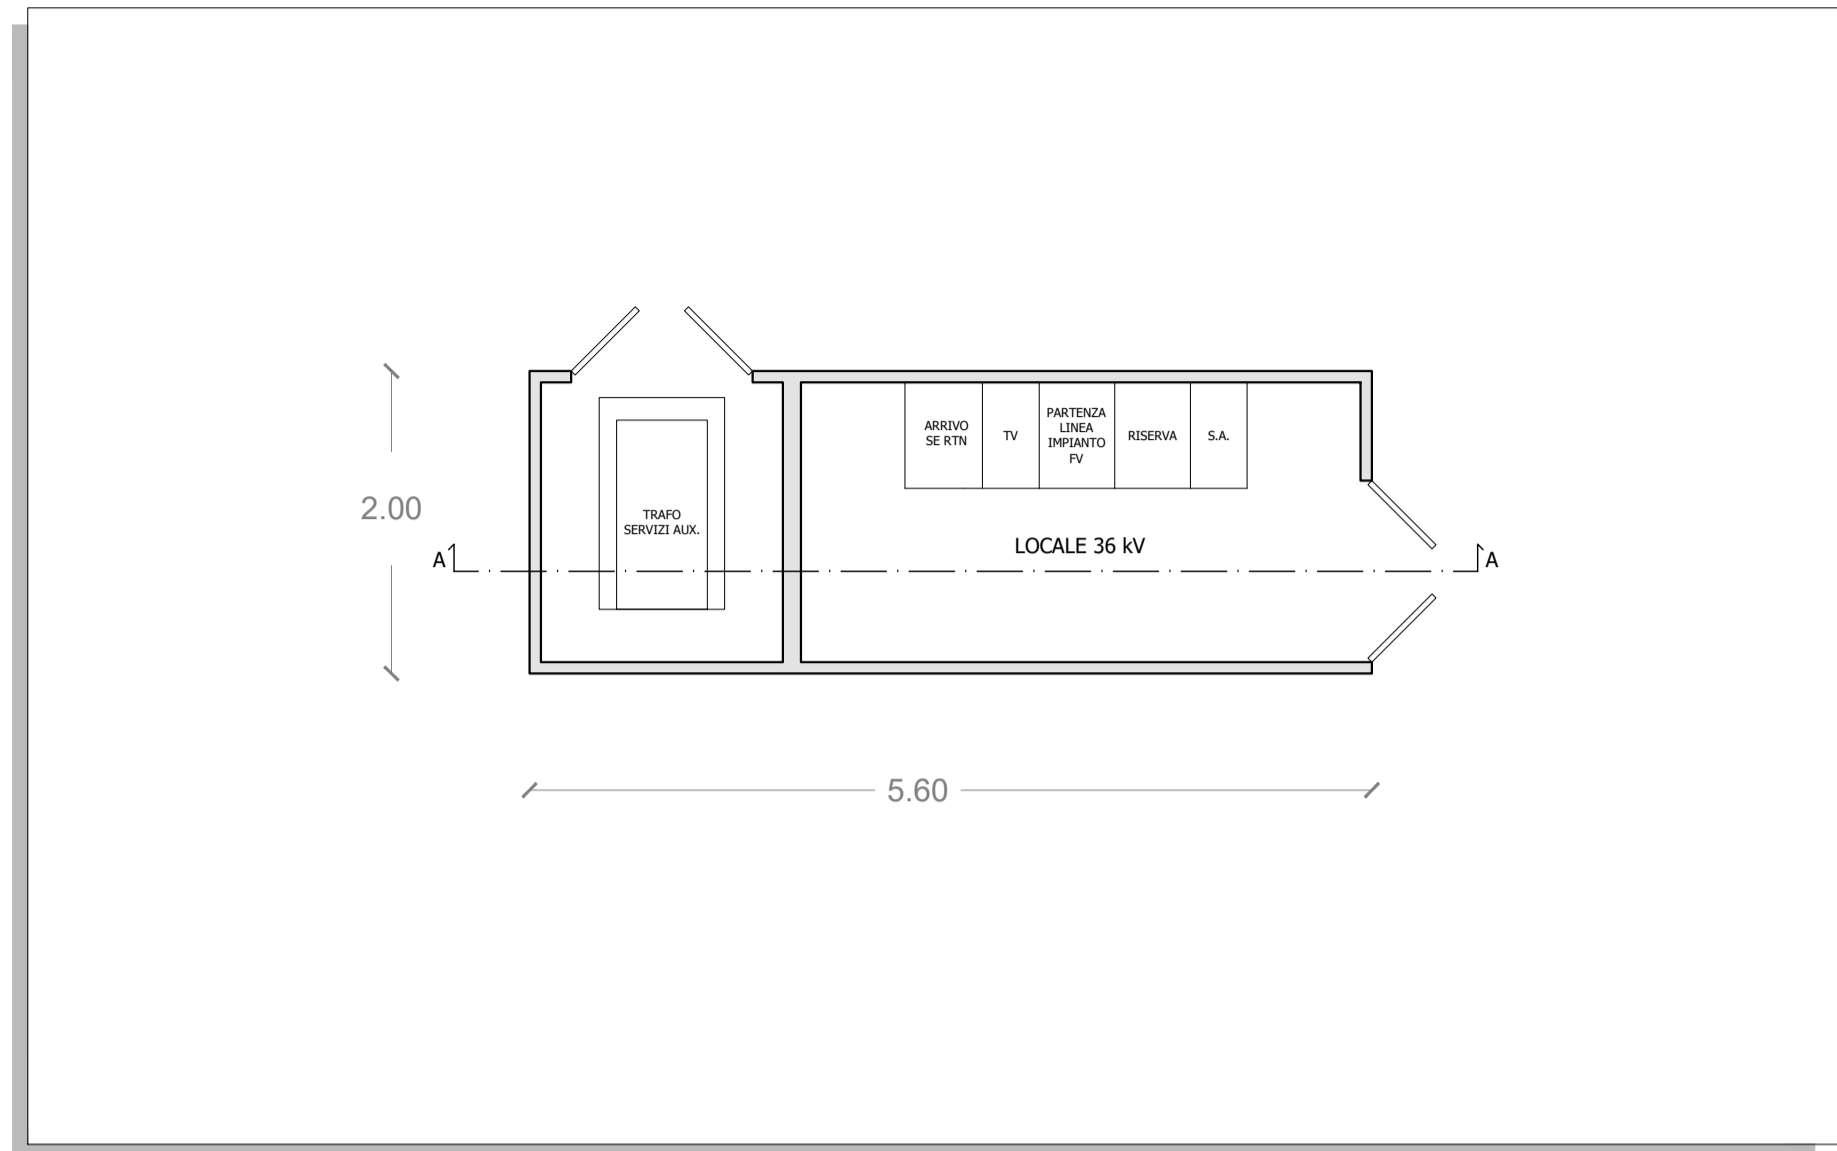 ARRIVO
SE RTN
TV
PARTENZA
LINEA
IMPIANTO
FV
RISERVA
S.A.
2.00
TRAFO
SERVIZI AUX.
LOCALE 36 kV
A
A
5.60